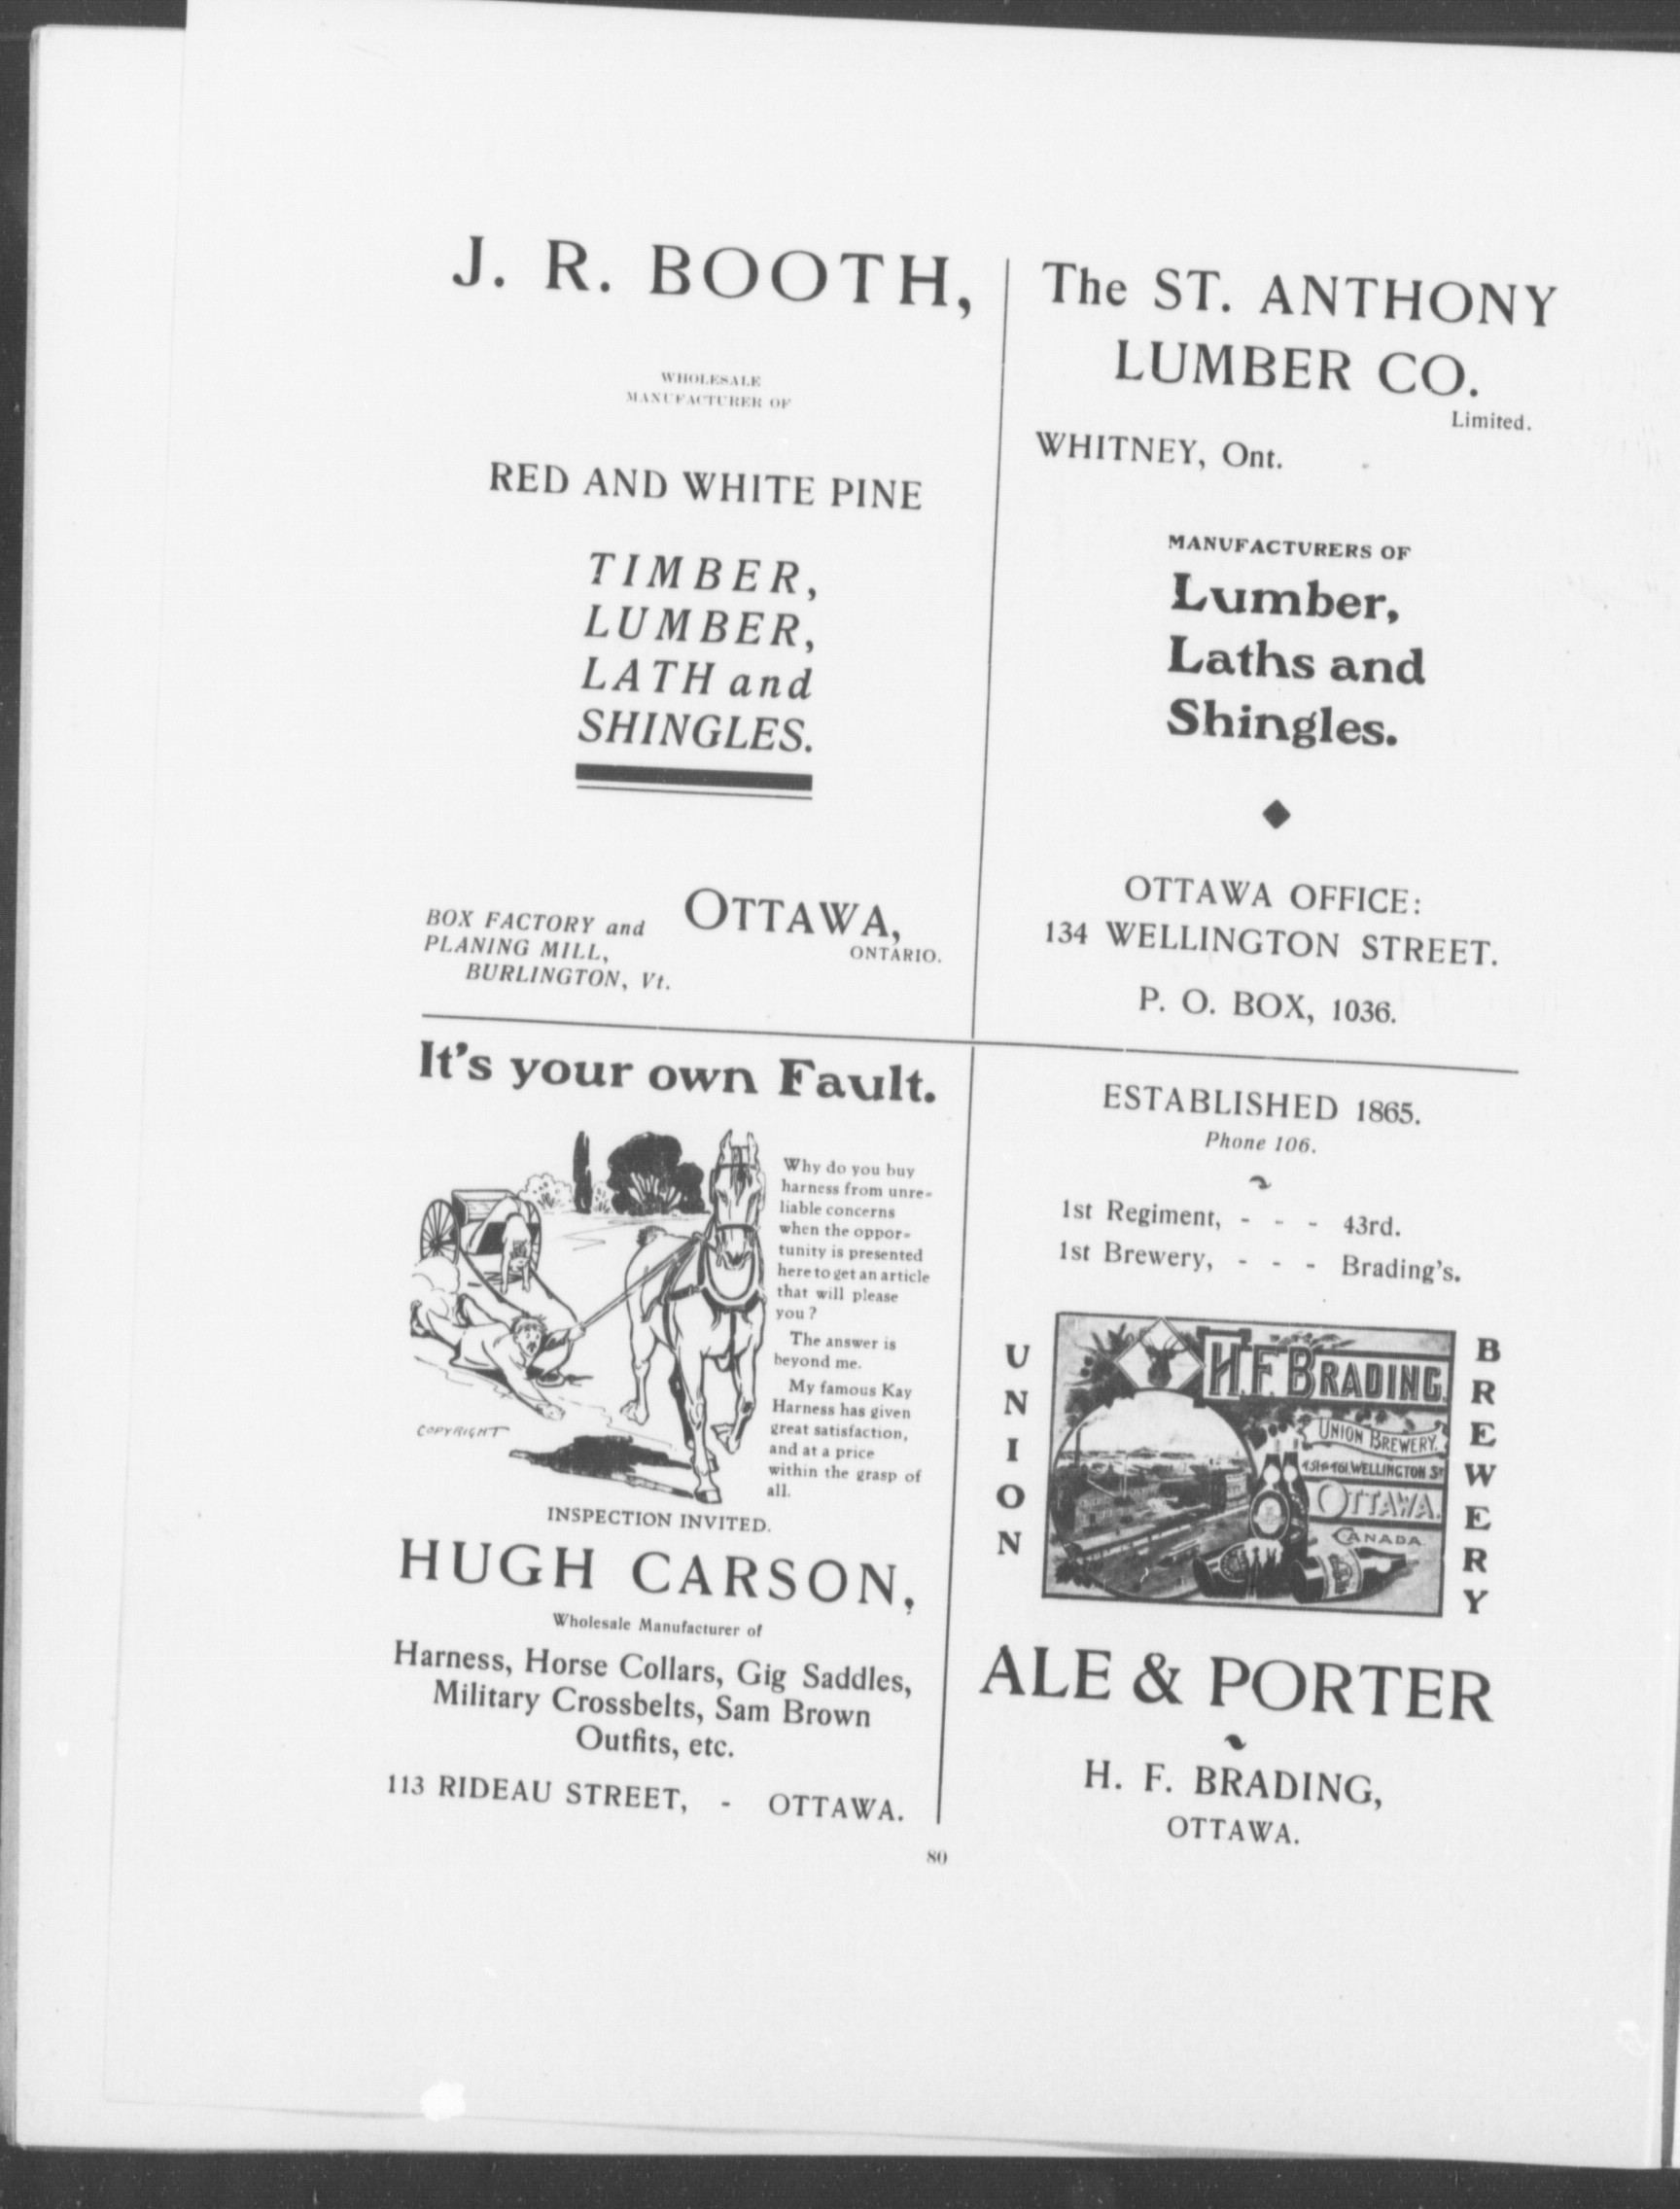 J. R. BOOTH,
WHOLESALE
MANUFACTURER OF
RED AND WHITE PINE
TIMBER,
LUMBER,
LATH and
SHINGLES.
BOX FACTORY and
PLANING MILL,
BURLINGTON, Vt.
OTTAWA,
ONTARIO.
The ST. ANTHONY
LUMBER CO.
Limited.
WHITNEY, Ont.
MANUFACTURERS OF
Lumber,
Laths and
Shingles.
OTTAWA OFFICE:
134 WELLINGTON STREET.
P. O. BOX, 1036.
It's your own Fault.
Why do you buy
harness from unre-
liable concerns
when the oppor-
tunity is presented
here to get an article
that will please
you?
The answer is
beyond me.
My famous Kay
Harness has given
great satisfaction,
and at a price
within the grasp of
all.
COPYRIGHT
INSPECTION INVITED.
HUGH CARSON,
Wholesale Manufacturer of
Harness, Horse Collars, Gig Saddles,
Military Crossbelts, Sam Brown
Outfits, etc.
113 RIDEAU STREET, - OTTAWA.
ESTABLISHED 1865.
Phone 106.
1st Regiment, - - - 43rd.
1st Brewery, - - - Brading's.
UNION
H.F. BRADING.
UNION BREWERY.
WELLINGTON ST
OTTAWA.
CANADA
BREWERY
ALE & PORTER
H. F. BRADING,
OTTAWA.
80